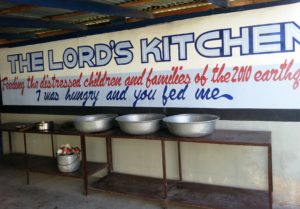 THE LORD'S KITCHEN
Feeding the distressed children and families of the 2010 earthq
I was hungry and you fed me